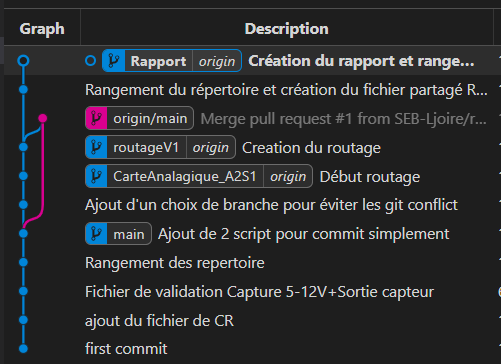 Graph Description
Rapport origin Création du rapport et range...
Rangement du répertoire et création du fichier partagé R...
origin/main Merge pull request #1 from SEB-Ljoire/r...
routageV1 origin Creation du routage
CarteAnalagique_A2S1 origin Début routage
Ajout d'un choix de branche pour éviter les git conflict
main Ajout de 2 script pour commit simplement
Rangement des repertoire
Fichier de validation Capture 5-12V+Sortie capteur
ajout du fichier de CR
first commit